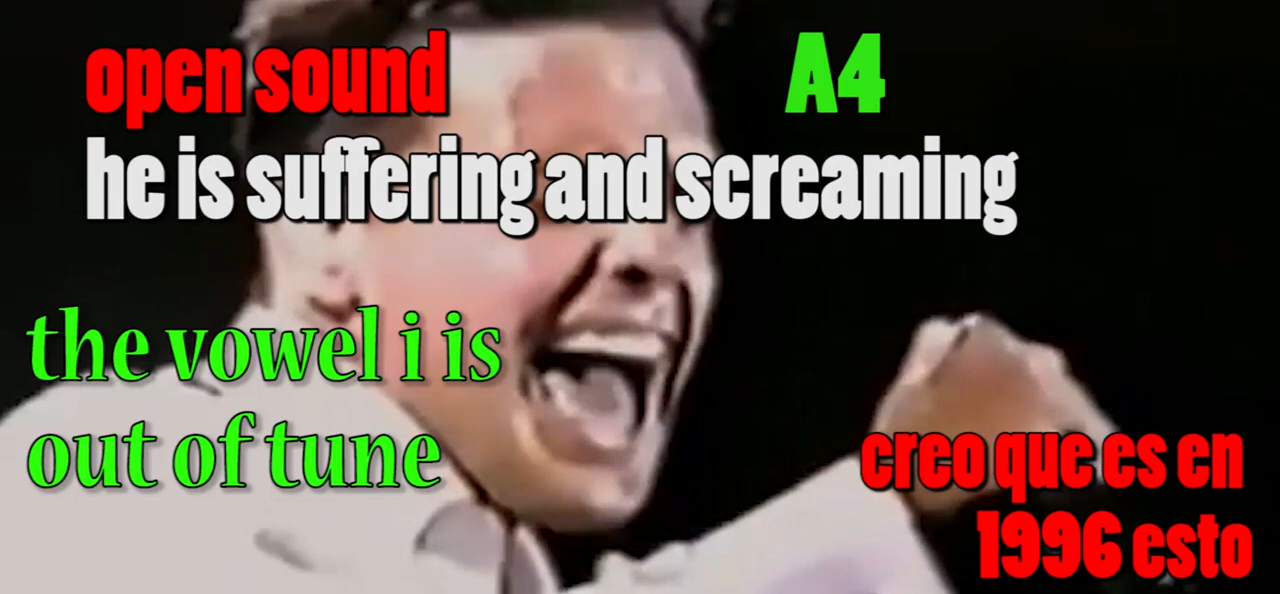 open sound
A4
he is suffering and screaming
the vowel i is
out of tune
creo que es en
1996 esto